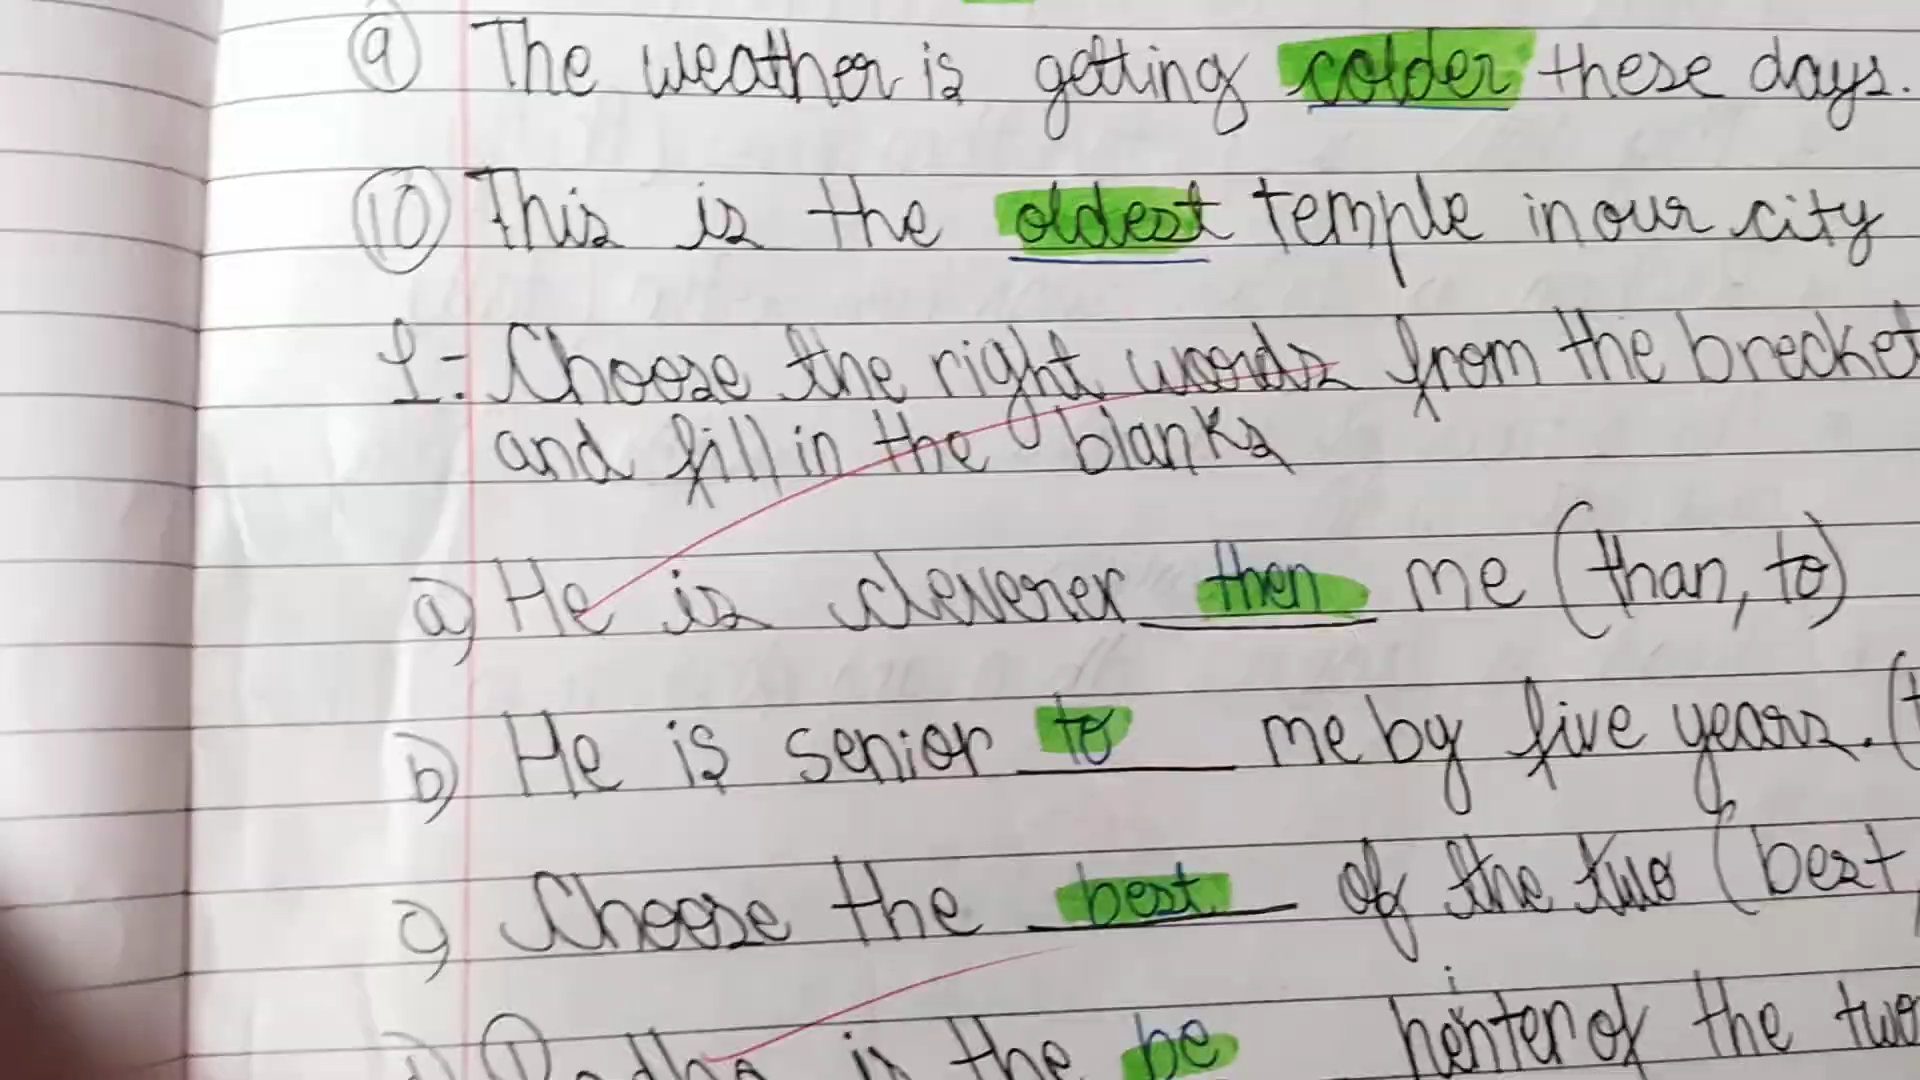 9 The weather is getting colder these days.
10 This is the oldest temple in our city
I:- Choose the right words from the brecket
and fill in the blanks
a) He is cleverer then me (than, to)
b) He is senior to me by five years. (
c) Choose the best of the two (best,
is the be of the two